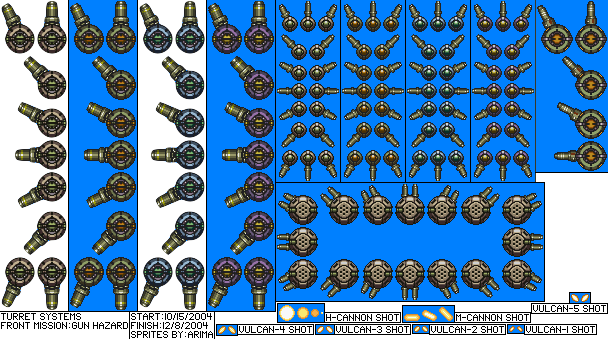 VULCAN-5 SHOT
TURRET SYSTEMS
START:10/15/2004
H-CANNON SHOT
M-CANNON SHOT
FRONT MISSION:GUN HAZARD
FINISH:12/8/2004
VULCAN-4 SHOT
VULCAN-3 SHOT
VULCAN-2 SHOT
VULCAN-1 SHOT
SPRITES BY:ARIMA